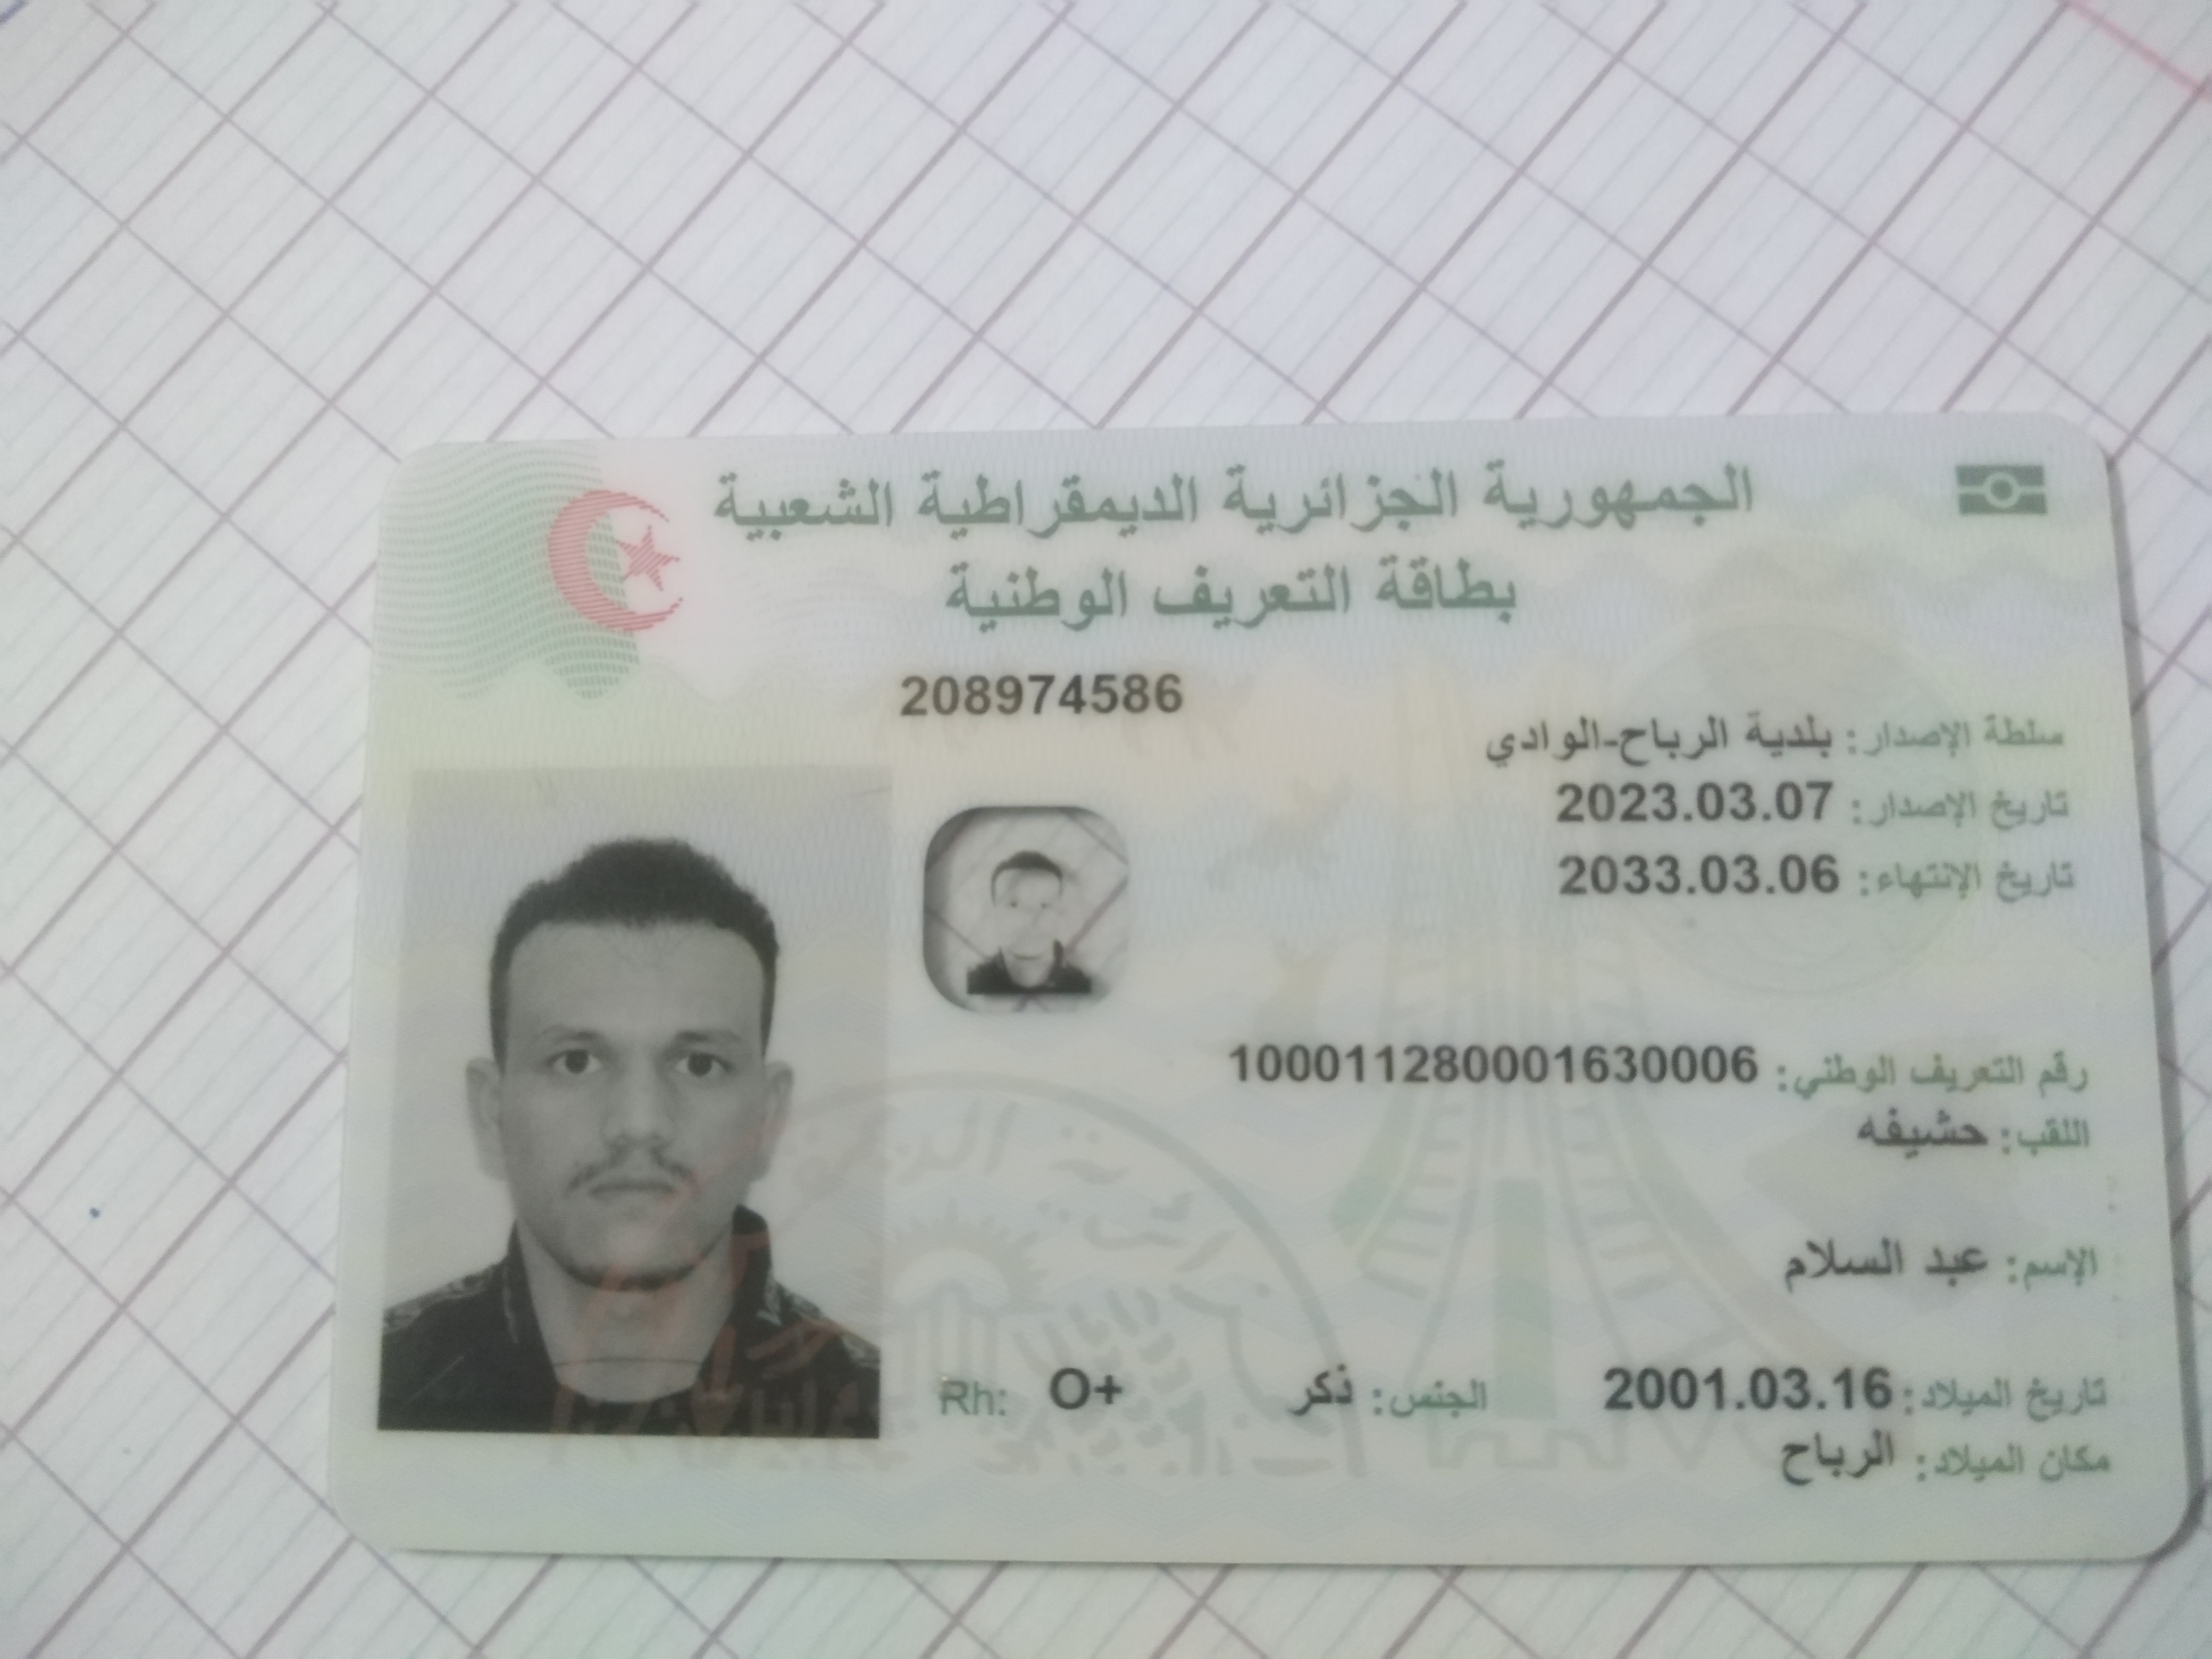 الجمهورية الجزائرية الديمقراطية الشعبية
بطاقة التعريف الوطنية
208974586
سلطة الإصدار: بلدية الرباح-الوادي
تاريخ الإصدار: 2023.03.07
تاريخ الإنتهاء: 2033.03.06
رقم التعريف الوطني: 100011280001630006
اللقب: حشيفه
الإسم: عبد السلام
تاريخ الميلاد: 2001.03.16 الجنس: ذكر Rh: O+
مكان الميلاد: الرباح